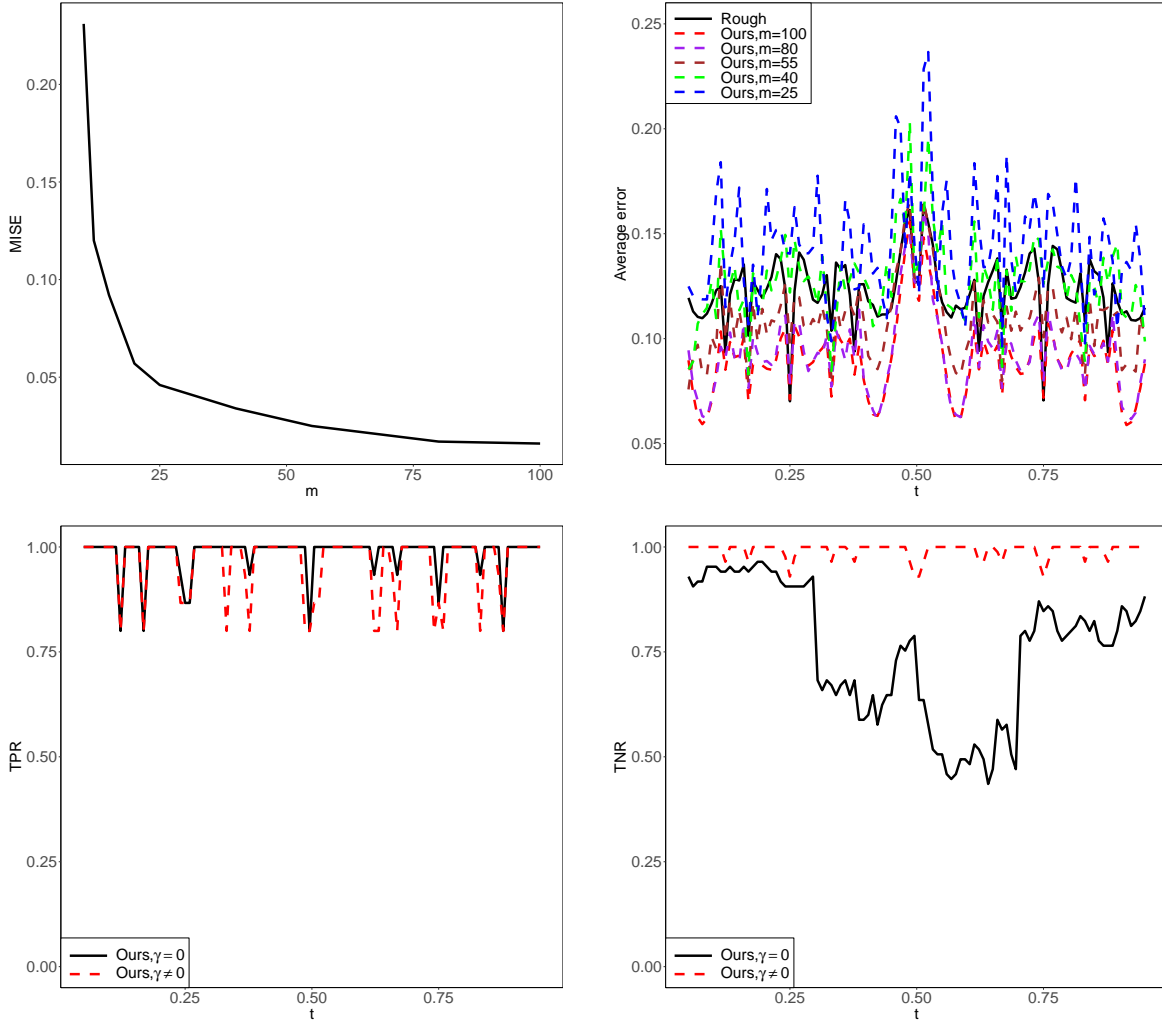 0.20
0.15
0.10
0.05
MISE
25
50
75
100
m
Rough
Ours,m=100
Ours,m=80
Ours,m=55
Ours,m=40
Ours,m=25
0.25
0.20
0.15
0.10
0.05
Average error
0.25
0.50
0.75
t
1.00
0.75
0.50
0.25
0.00
TPR
Ours,γ = 0
Ours,γ ≠ 0
0.25
0.50
0.75
t
1.00
0.75
0.50
0.25
0.00
TNR
Ours,γ = 0
Ours,γ ≠ 0
0.25
0.50
0.75
t